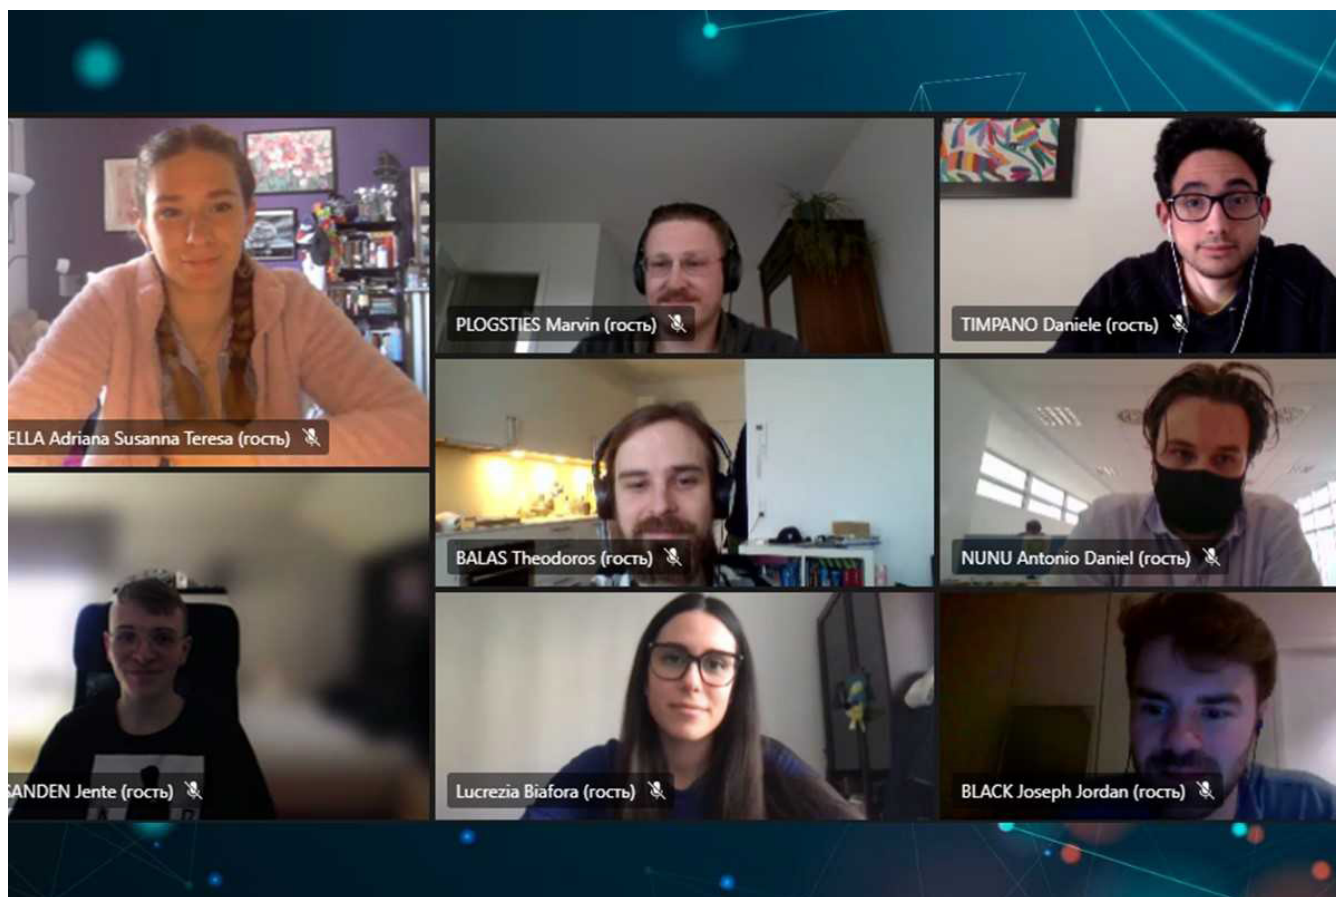 ELLA Adriana Susanna Teresa (гость)
PLOGSTIES Marvin (гость)
TIMPANO Daniele (гость)
BALAS Theodoros (гость)
NUNU Antonio Daniel (гость)
SANDEN Jente (гость)
Lucrezia Biafora (гость)
BLACK Joseph Jordan (гость)